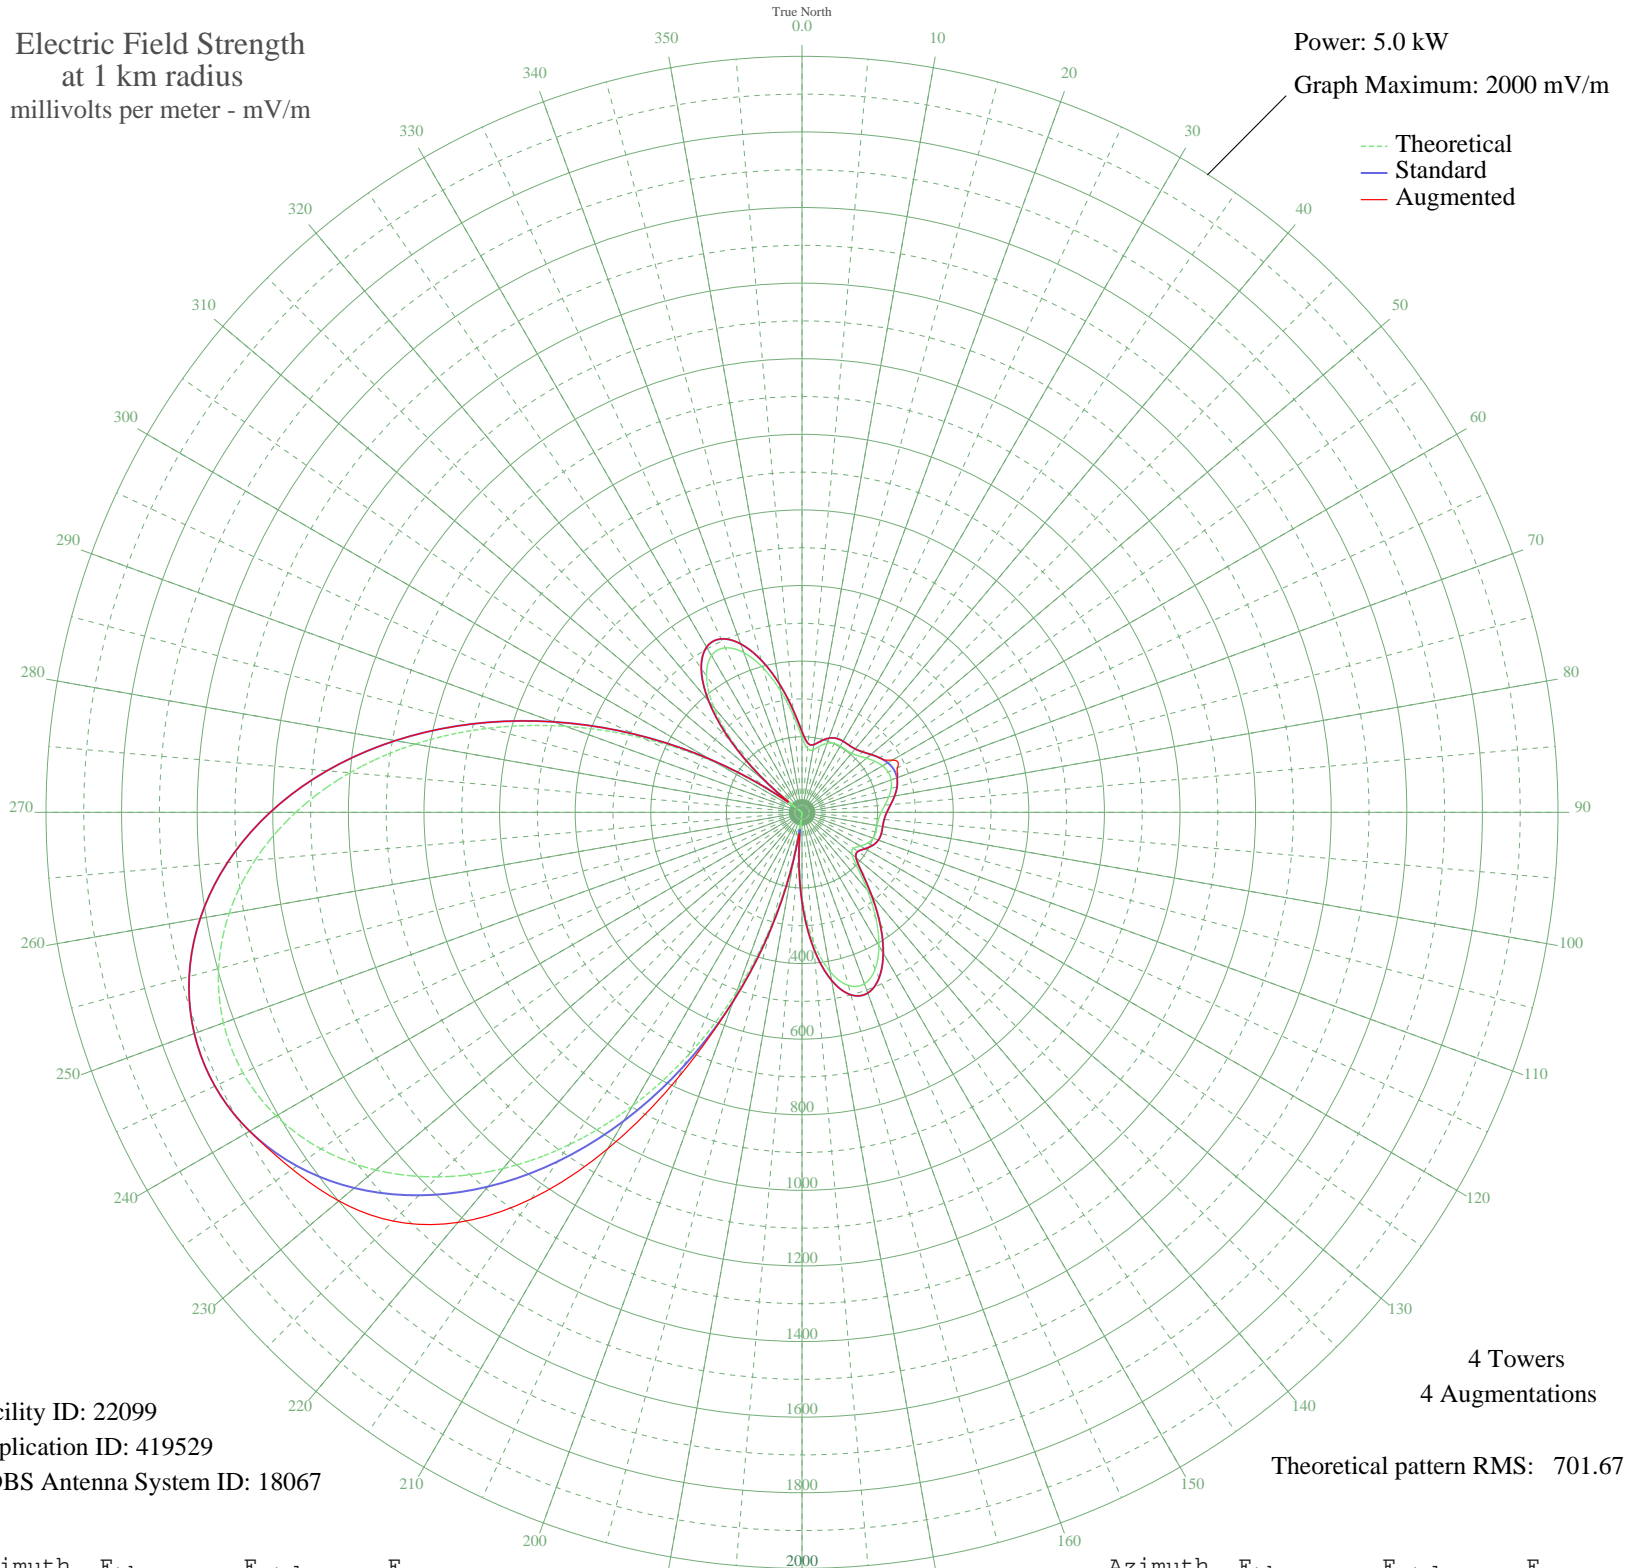 True North
0.0
Electric Field Strength
at 1 km radius
millivolts per meter - mV/m
Power: 5.0 kW
Graph Maximum: 2000 mV/m
Theoretical
Standard
Augmented
10
20
30
40
50
60
70
80
90
100
110
120
130
140
150
160
200
210
220
230
240
250
260
270
280
290
300
310
320
330
340
350
400
600
800
1000
1200
1400
1600
1800
2000
4 Towers
4 Augmentations
Theoretical pattern RMS: 701.67
cility ID: 22099
plication ID: 419529
DBS Antenna System ID: 18067
imuth E E E
Azimuth E E E